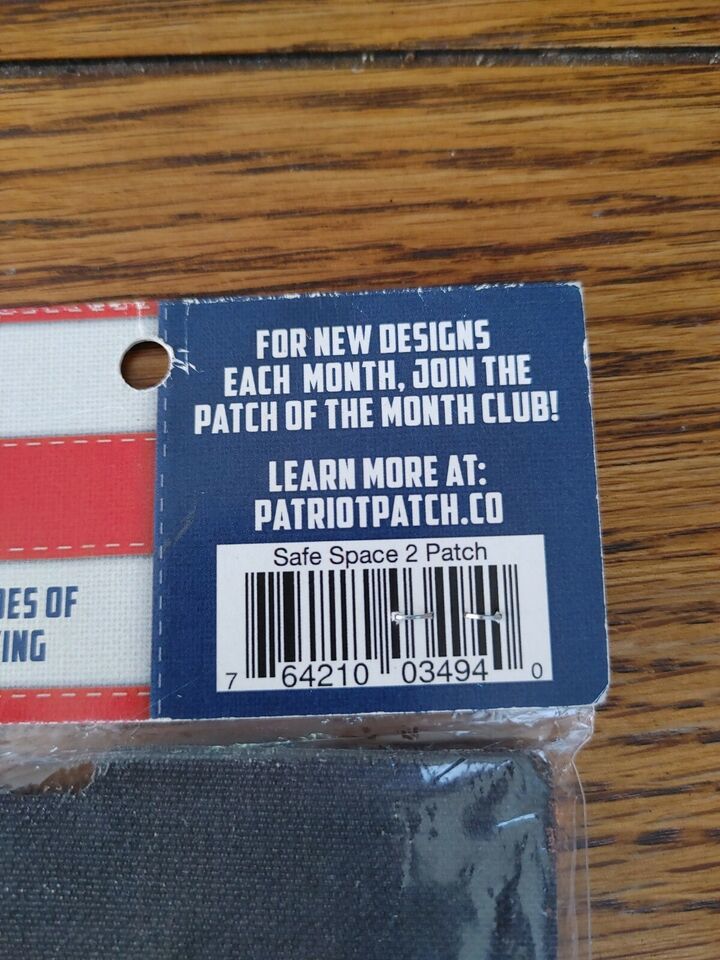 FOR NEW DESIGNS
EACH MONTH, JOIN THE
PATCH OF THE MONTH CLUB!
LEARN MORE AT:
PATRIOTPATCH.CO
Safe Space 2 Patch
7 64210 03494 0
OF